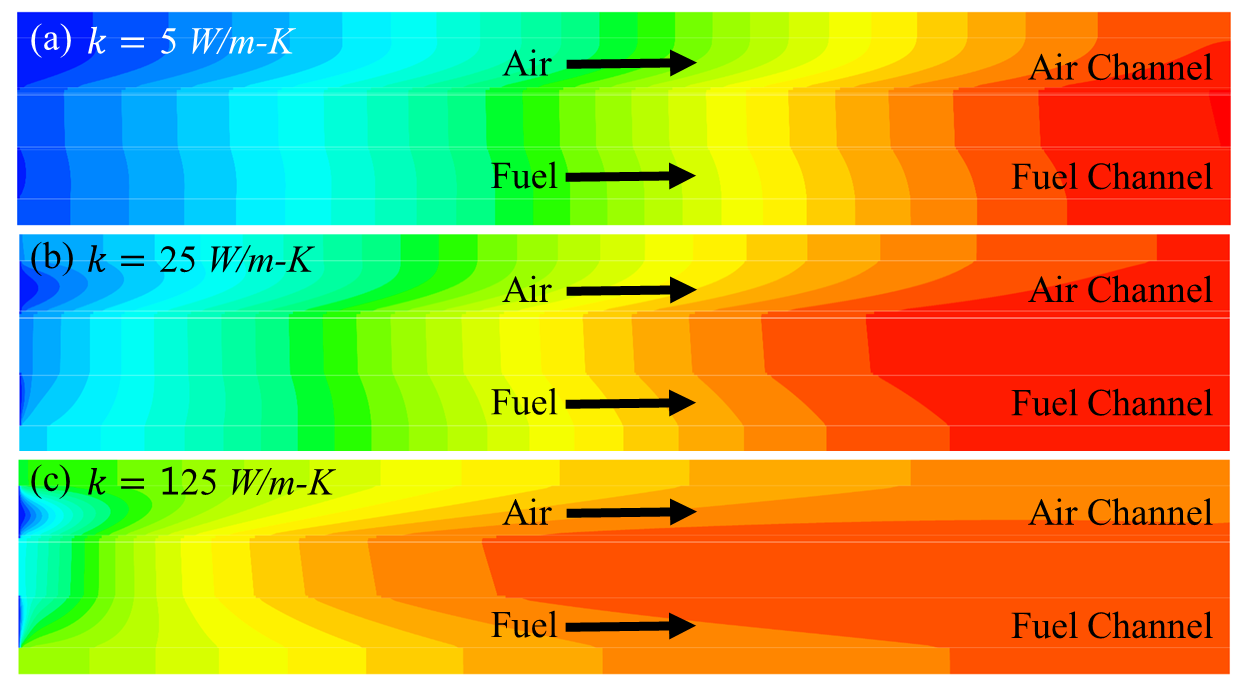 (a) k = 5 W/m-K
Air
Air Channel
Fuel
Fuel Channel
(b) k = 25 W/m-K
Air
Air Channel
Fuel
Fuel Channel
(c) k = 125 W/m-K
Air
Air Channel
Fuel
Fuel Channel